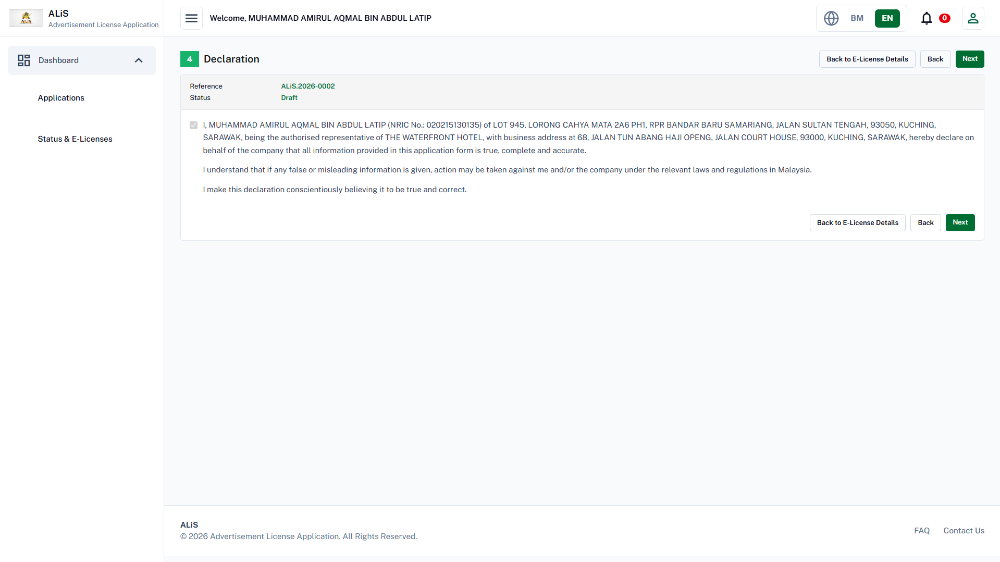 ALiS
ALiS
Advertisement License Application
Welcome, MUHAMMAD AMIRUL AQMAL BIN ABDUL LATIP
BM
EN
0
Dashboard
Applications
Status & E-Licenses
4
Declaration
Back to E-License Details
Back
Next
Reference
ALiS.2026-0002
Status
Draft
I, MUHAMMAD AMIRUL AQMAL BIN ABDUL LATIP (NRIC No.: 020215130135) of LOT 945, LORONG CAHYA MATA 2A6 PH1, RPR BANDAR BARU SAMARIANG, JALAN SULTAN TENGAH, 93050, KUCHING,
SARAWAK, being the authorised representative of THE WATERFRONT HOTEL, with business address at 68, JALAN TUN ABANG HAJI OPENG, JALAN COURT HOUSE, 93000, KUCHING, SARAWAK, hereby declare on
behalf of the company that all information provided in this application form is true, complete and accurate.
I understand that if any false or misleading information is given, action may be taken against me and/or the company under the relevant laws and regulations in Malaysia.
I make this declaration conscientiously believing it to be true and correct.
Back to E-License Details
Back
Next
ALiS
© 2026 Advertisement License Application. All Rights Reserved.
FAQ
Contact Us